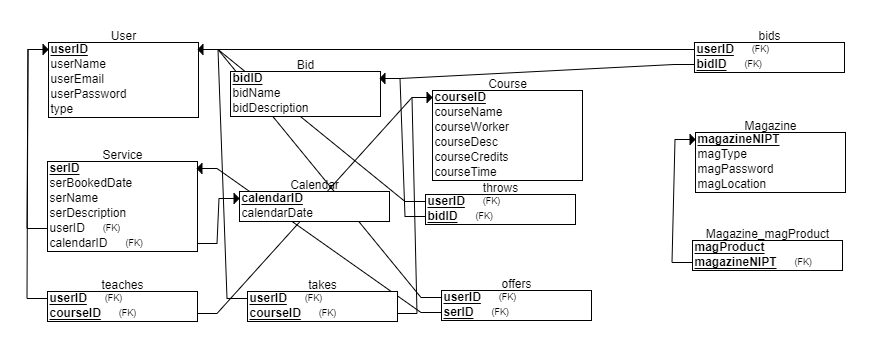 User
userID
userName
userEmail
userPassword
type
Bid
bidID
bidName
bidDescription
bids
userID (FK)
bidID (FK)
Course
courseID
courseName
courseWorker
courseDesc
courseCredits
courseTime
Magazine
magazineNIPT
magType
magPassword
magLocation
Service
serID
serBookedDate
serName
serDescription
userID (FK)
calendarID (FK)
Calendar
calendarID
calendarDate
throws
userID (FK)
bidID (FK)
Magazine_magProduct
magProduct
magazineNIPT (FK)
teaches
userID (FK)
courseID (FK)
takes
userID (FK)
courseID (FK)
offers
userID (FK)
serID (FK)